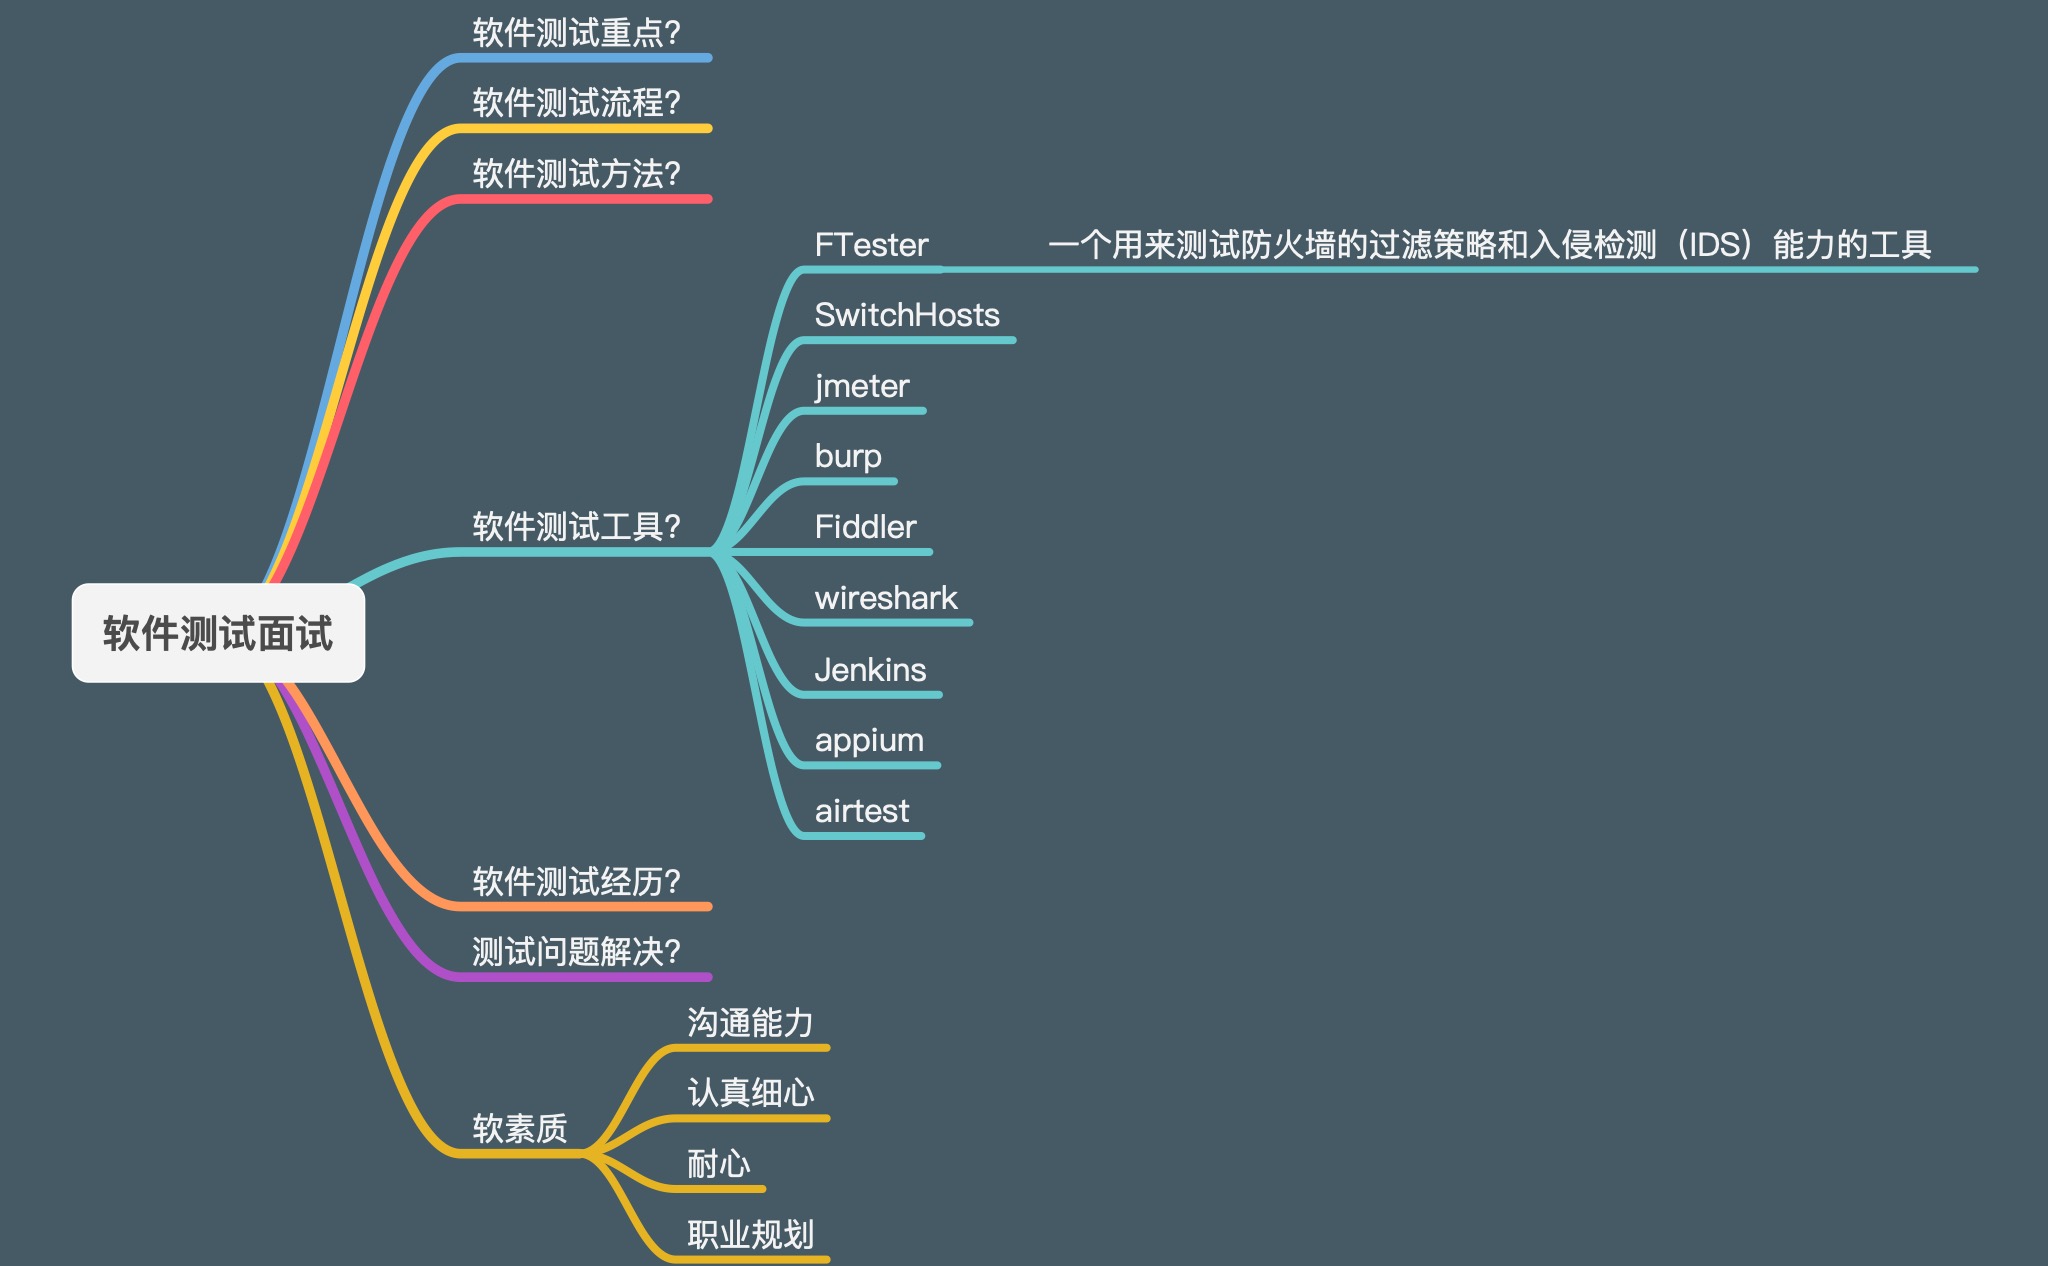 软件测试重点?
软件测试流程?
软件测试方法?
FTester
一个用来测试防火墙的过滤策略和入侵检测（IDS）能力的工具
SwitchHosts
jmeter
burp
软件测试工具?
Fiddler
wireshark
软件测试面试
Jenkins
appium
airtest
软件测试经历?
测试问题解决?
沟通能力
认真细心
软素质
耐心
职业规划